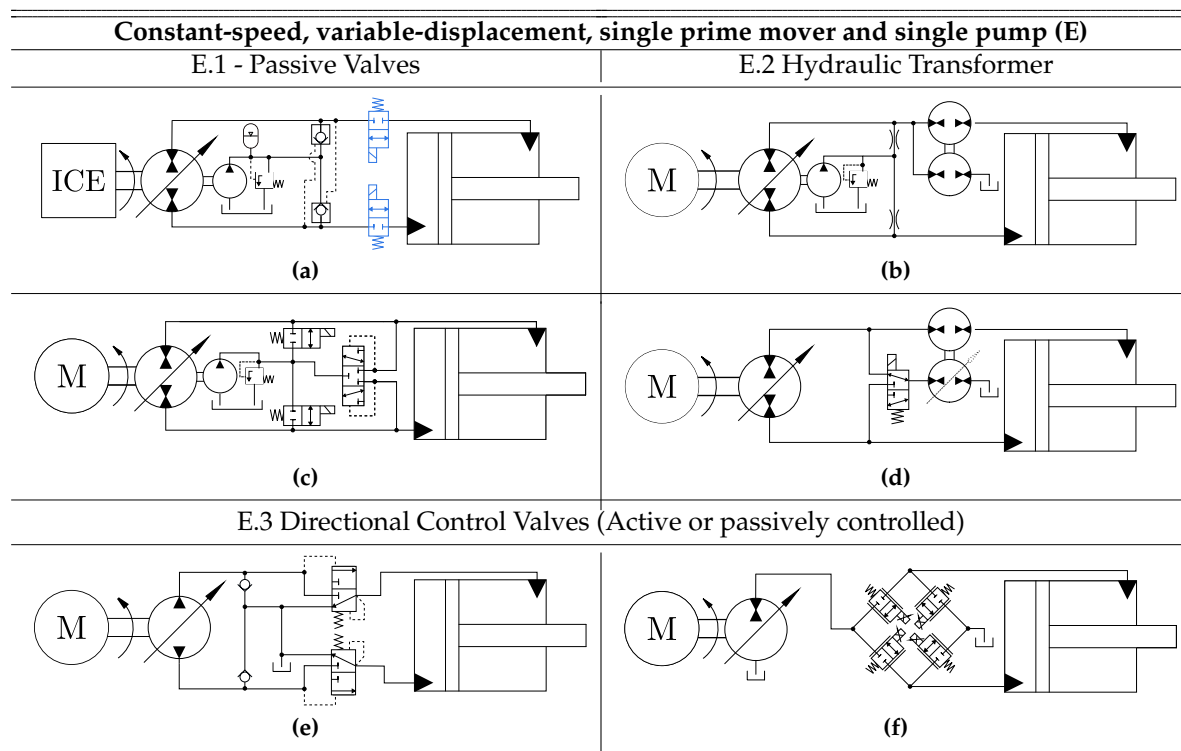 Constant-speed, variable-displacement, single prime mover and single pump (E)
E.1 - Passive Valves
E.2 Hydraulic Transformer
ICE
(a)
M
(b)
M
(c)
M
(d)
E.3 Directional Control Valves (Active or passively controlled)
M
(e)
M
(f)